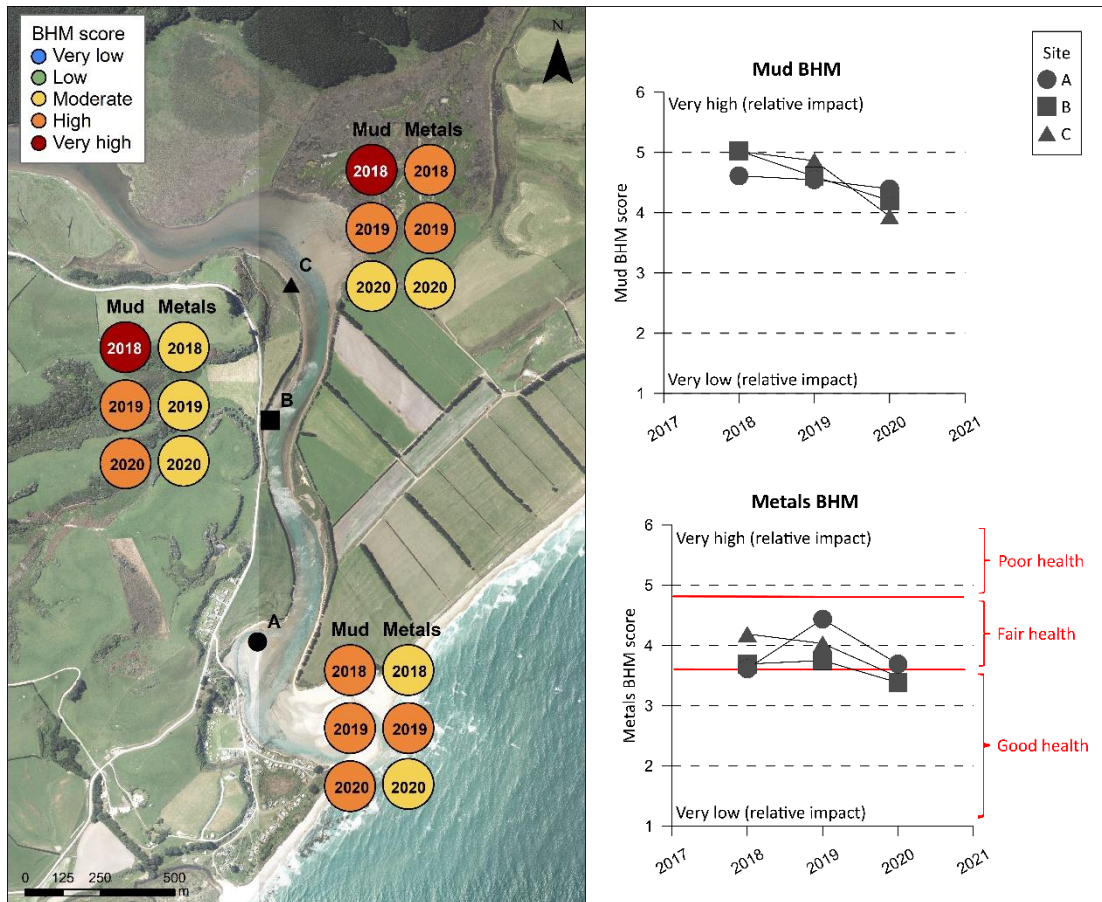 BHM score
Very low
Low
Moderate
High
Very high
N
Mud Metals
2018 2018
2019 2019
2020 2020
C
Mud Metals
2018 2018
2019 2019
2020 2020
B
A
Mud Metals
2018 2018
2019 2019
2020 2020
0 125 250 500
m
Site
A
B
C
Mud BHM
6
5
4
3
2
1
Very high (relative impact)
Very low (relative impact)
Mud BHM score
2017 2018 2019 2020 2021
Metals BHM
6
5
4
3
2
1
Very high (relative impact)
Very low (relative impact)
Metals BHM score
2017 2018 2019 2020 2021
Poor health
Fair health
Good health